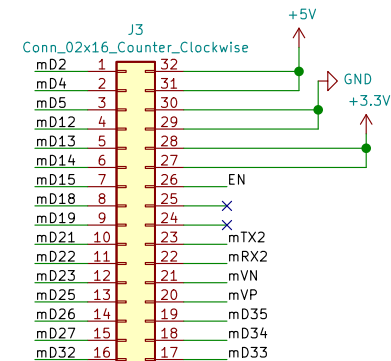 +5V
J3
Conn_02x16_Counter_Clockwise
mD2 1 32
mD4 2 31
GND
mD5 3 30
+3.3V
mD12 4 29
mD13 5 28
mD14 6 27
mD15 7 26 EN
mD18 8 25
mD19 9 24
mD21 10 23 mTX2
mD22 11 22 mRX2
mD23 12 21 mVN
mD25 13 20 mVP
mD26 14 19 mD35
mD27 15 18 mD34
mD32 16 17 mD33